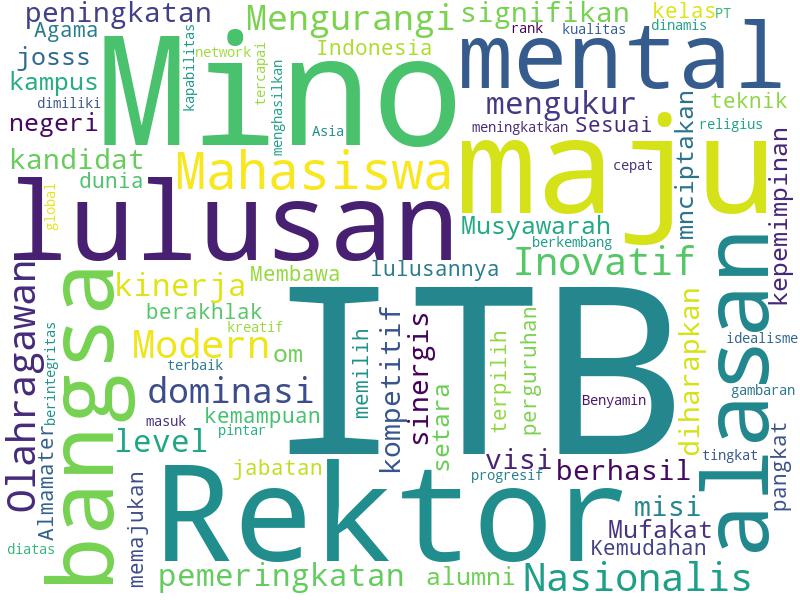 peningkatan
Mengurangi
signifikan
kelas
PT
Agama
network
kapabilitas
tercapai
Indonesia
rank
kualitas
dinamis
josss
Mino
mental
kampus
menghasilkan
dimiliki
mengukur
teknik
negeri
Asia
meningkatkan
Sesuai
religius
kandidat
Mahasiswa
maju
cepat
mnciptakan
kepemimpinan
dunia
global
lulusan
Musyawarah
berkembang
Olahragawan
bangsa
kinerja
Membawa
lulusannya
Inovatif
alasan
berakhlak
kreatif
ITB
Modern
om
terbaik
memilih
kompetitif
sinergis
terpilih
perguruhan
diharapkan
idealisme
berintegritas
dominasi
setara
Benyamin
gambaran
masuk
kemampuan
pintar
level
Almamater
jabatan
visi
berhasil
tingkat
pangkat
progresif
memajukan
Rektor
misi
Mufakat
Kemudahan
diatas
pemeringkatan
alumni
Nasionalis